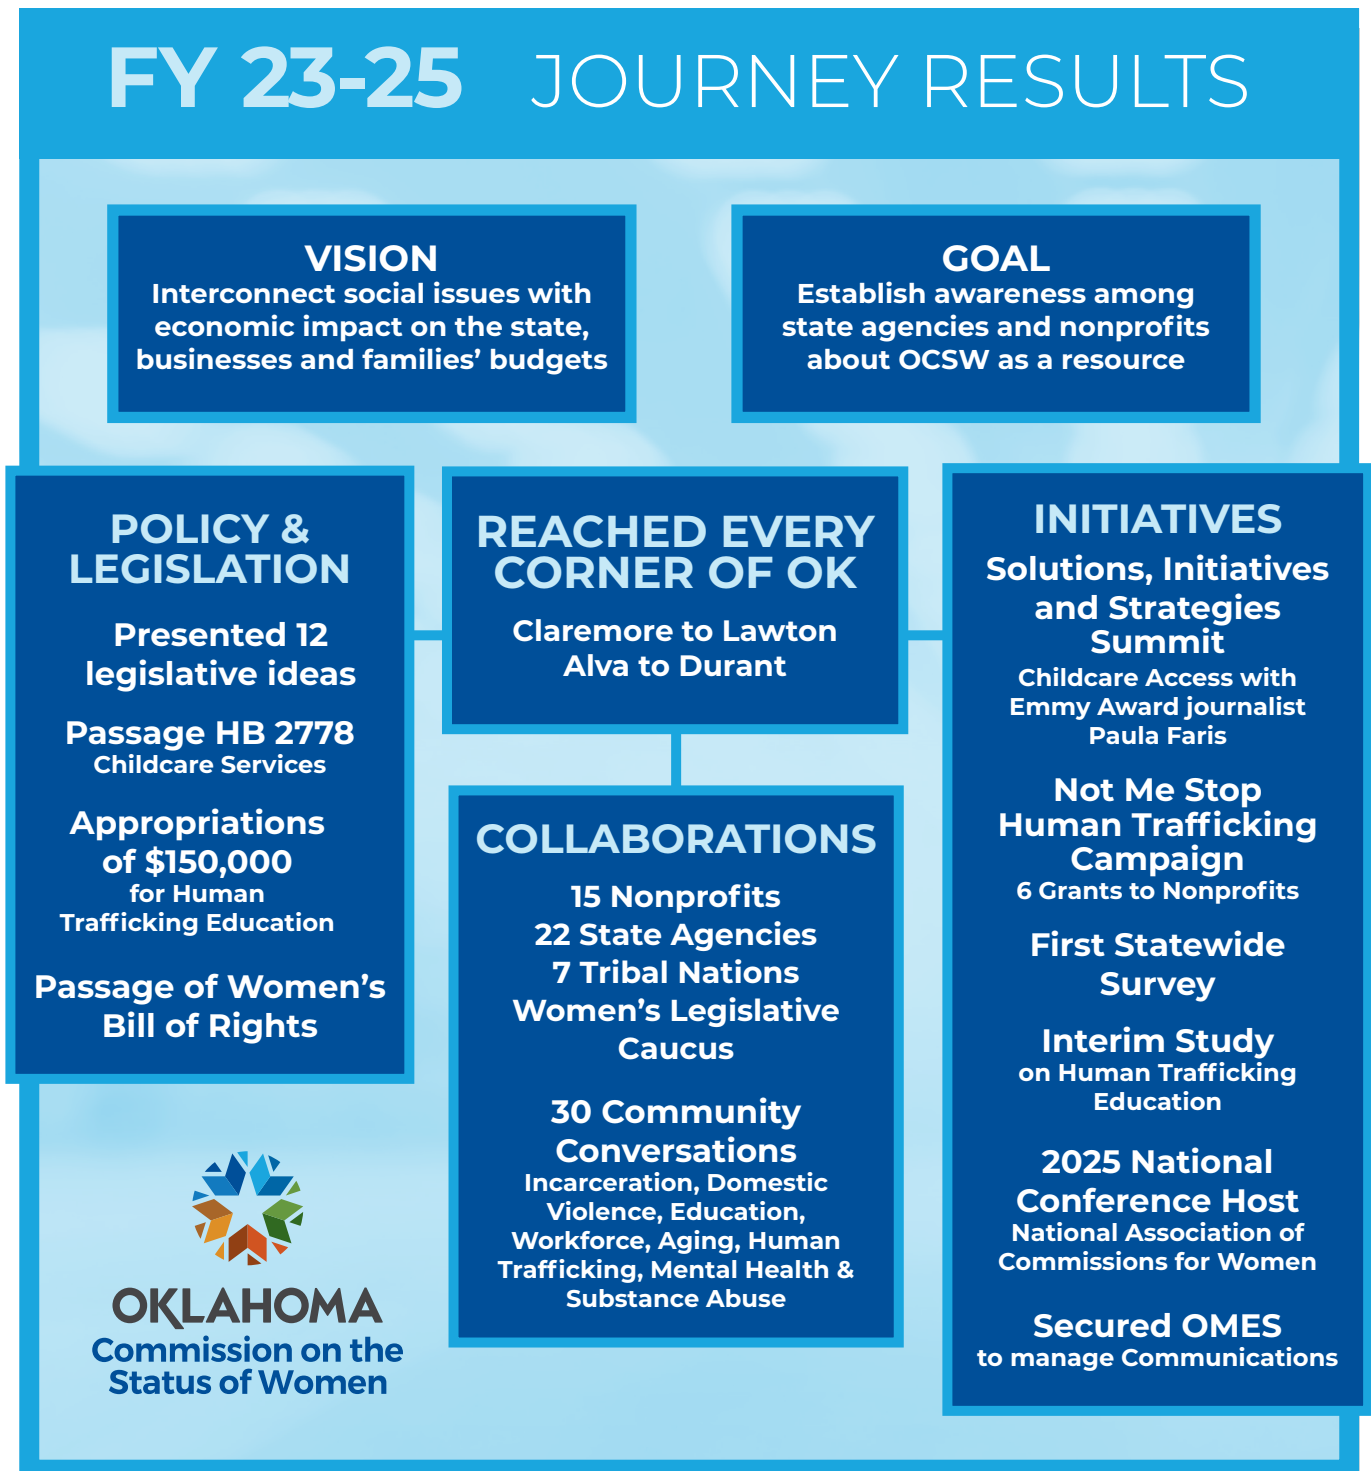 FY 23-25 JOURNEY RESULTS
VISION
Interconnect social issues with
economic impact on the state,
businesses and families’ budgets
GOAL
Establish awareness among
state agencies and nonprofits
about OCSW as a resource
POLICY &
LEGISLATION
Presented 12
legislative ideas
Passage HB 2778
Childcare Services
Appropriations
of $150,000
for Human
Trafficking Education
Passage of Women’s
Bill of Rights
REACHED EVERY
CORNER OF OK
Claremore to Lawton
Alva to Durant
COLLABORATIONS
15 Nonprofits
22 State Agencies
7 Tribal Nations
Women’s Legislative
Caucus
30 Community
Conversations
Incarceration, Domestic
Violence, Education,
Workforce, Aging, Human
Trafficking, Mental Health &
Substance Abuse
INITIATIVES
Solutions, Initiatives
and Strategies
Summit
Childcare Access with
Emmy Award journalist
Paula Faris
Not Me Stop
Human Trafficking
Campaign
6 Grants to Nonprofits
First Statewide
Survey
Interim Study
on Human Trafficking
Education
2025 National
Conference Host
National Association of
Commissions for Women
Secured OMES
to manage Communications
OKLAHOMA
Commission on the
Status of Women